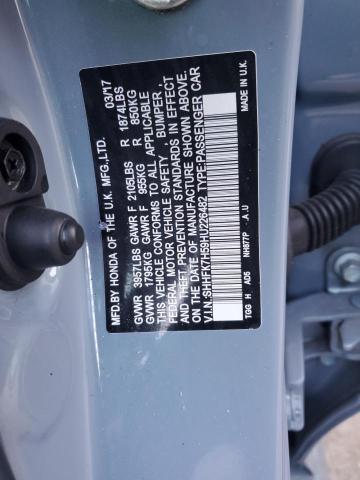 MFD.BY HONDA OF THE U.K. MFG.,LTD. 03/17
GVWR 3957LBS GAWR F 2105LBS R 1874LBS
GVWR 1795KG GAWR F 955KG R 850KG
THIS VEHICLE CONFORMS TO ALL APPLICABLE
FEDERAL MOTOR VEHICLE SAFETY, BUMPER,
AND THEFT PREVENTION STANDARDS IN EFFECT
ON THE DATE OF MANUFACTURE SHOWN ABOVE.
V.I.N.:SHHFK7H59HU226482 TYPE:PASSENGER CAR
TGG H AD5 NH877P -.A.U MADE IN U.K.